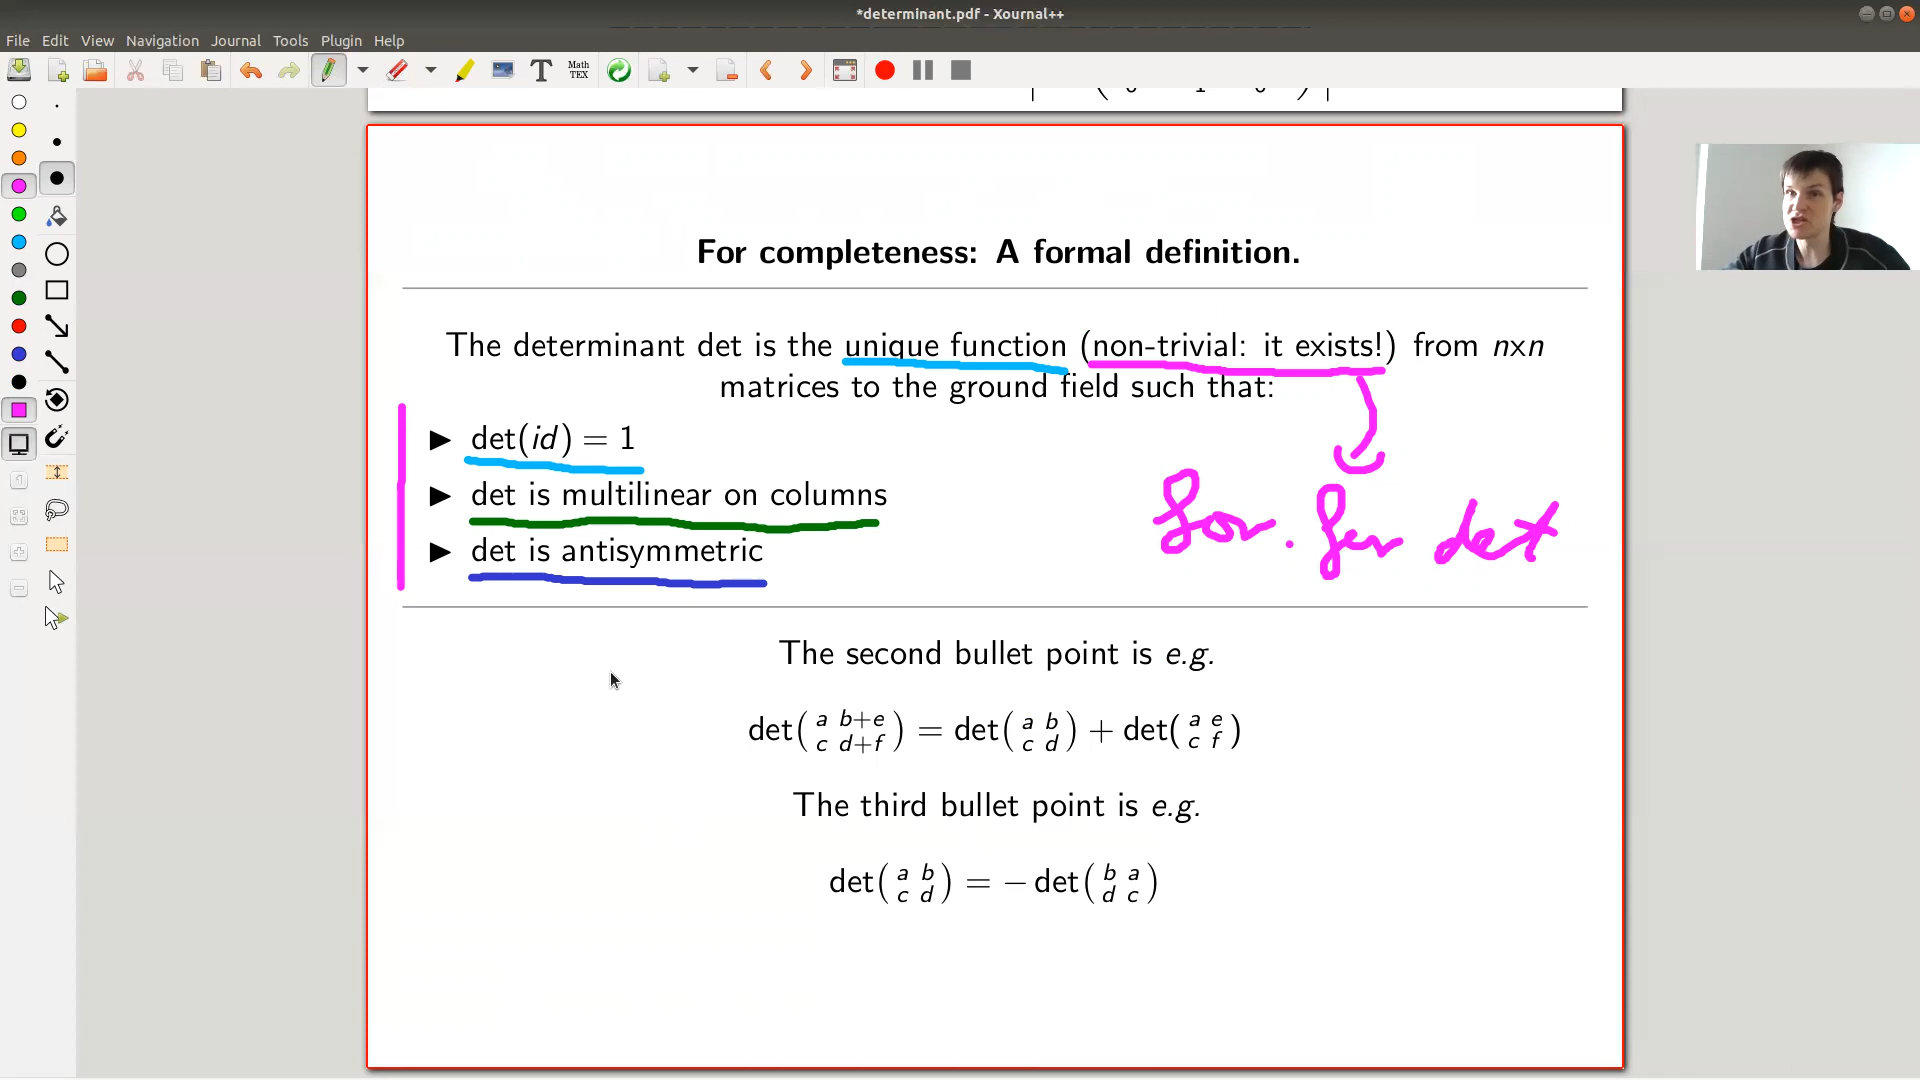 *determinant.pdf - Xournal++
File Edit View Navigation Journal Tools Plugin Help
Math
TEX
For completeness: A formal definition.
The determinant det is the unique function (non-trivial: it exists!) from nxn
matrices to the ground field such that:
▶ det(id) = 1
▶ det is multilinear on columns
▶ det is antisymmetric
for. for det
The second bullet point is e.g.
det(a b+e c d+f) = det(a b c d) + det(a e c f)
The third bullet point is e.g.
det(a b c d) = − det(b a d c)